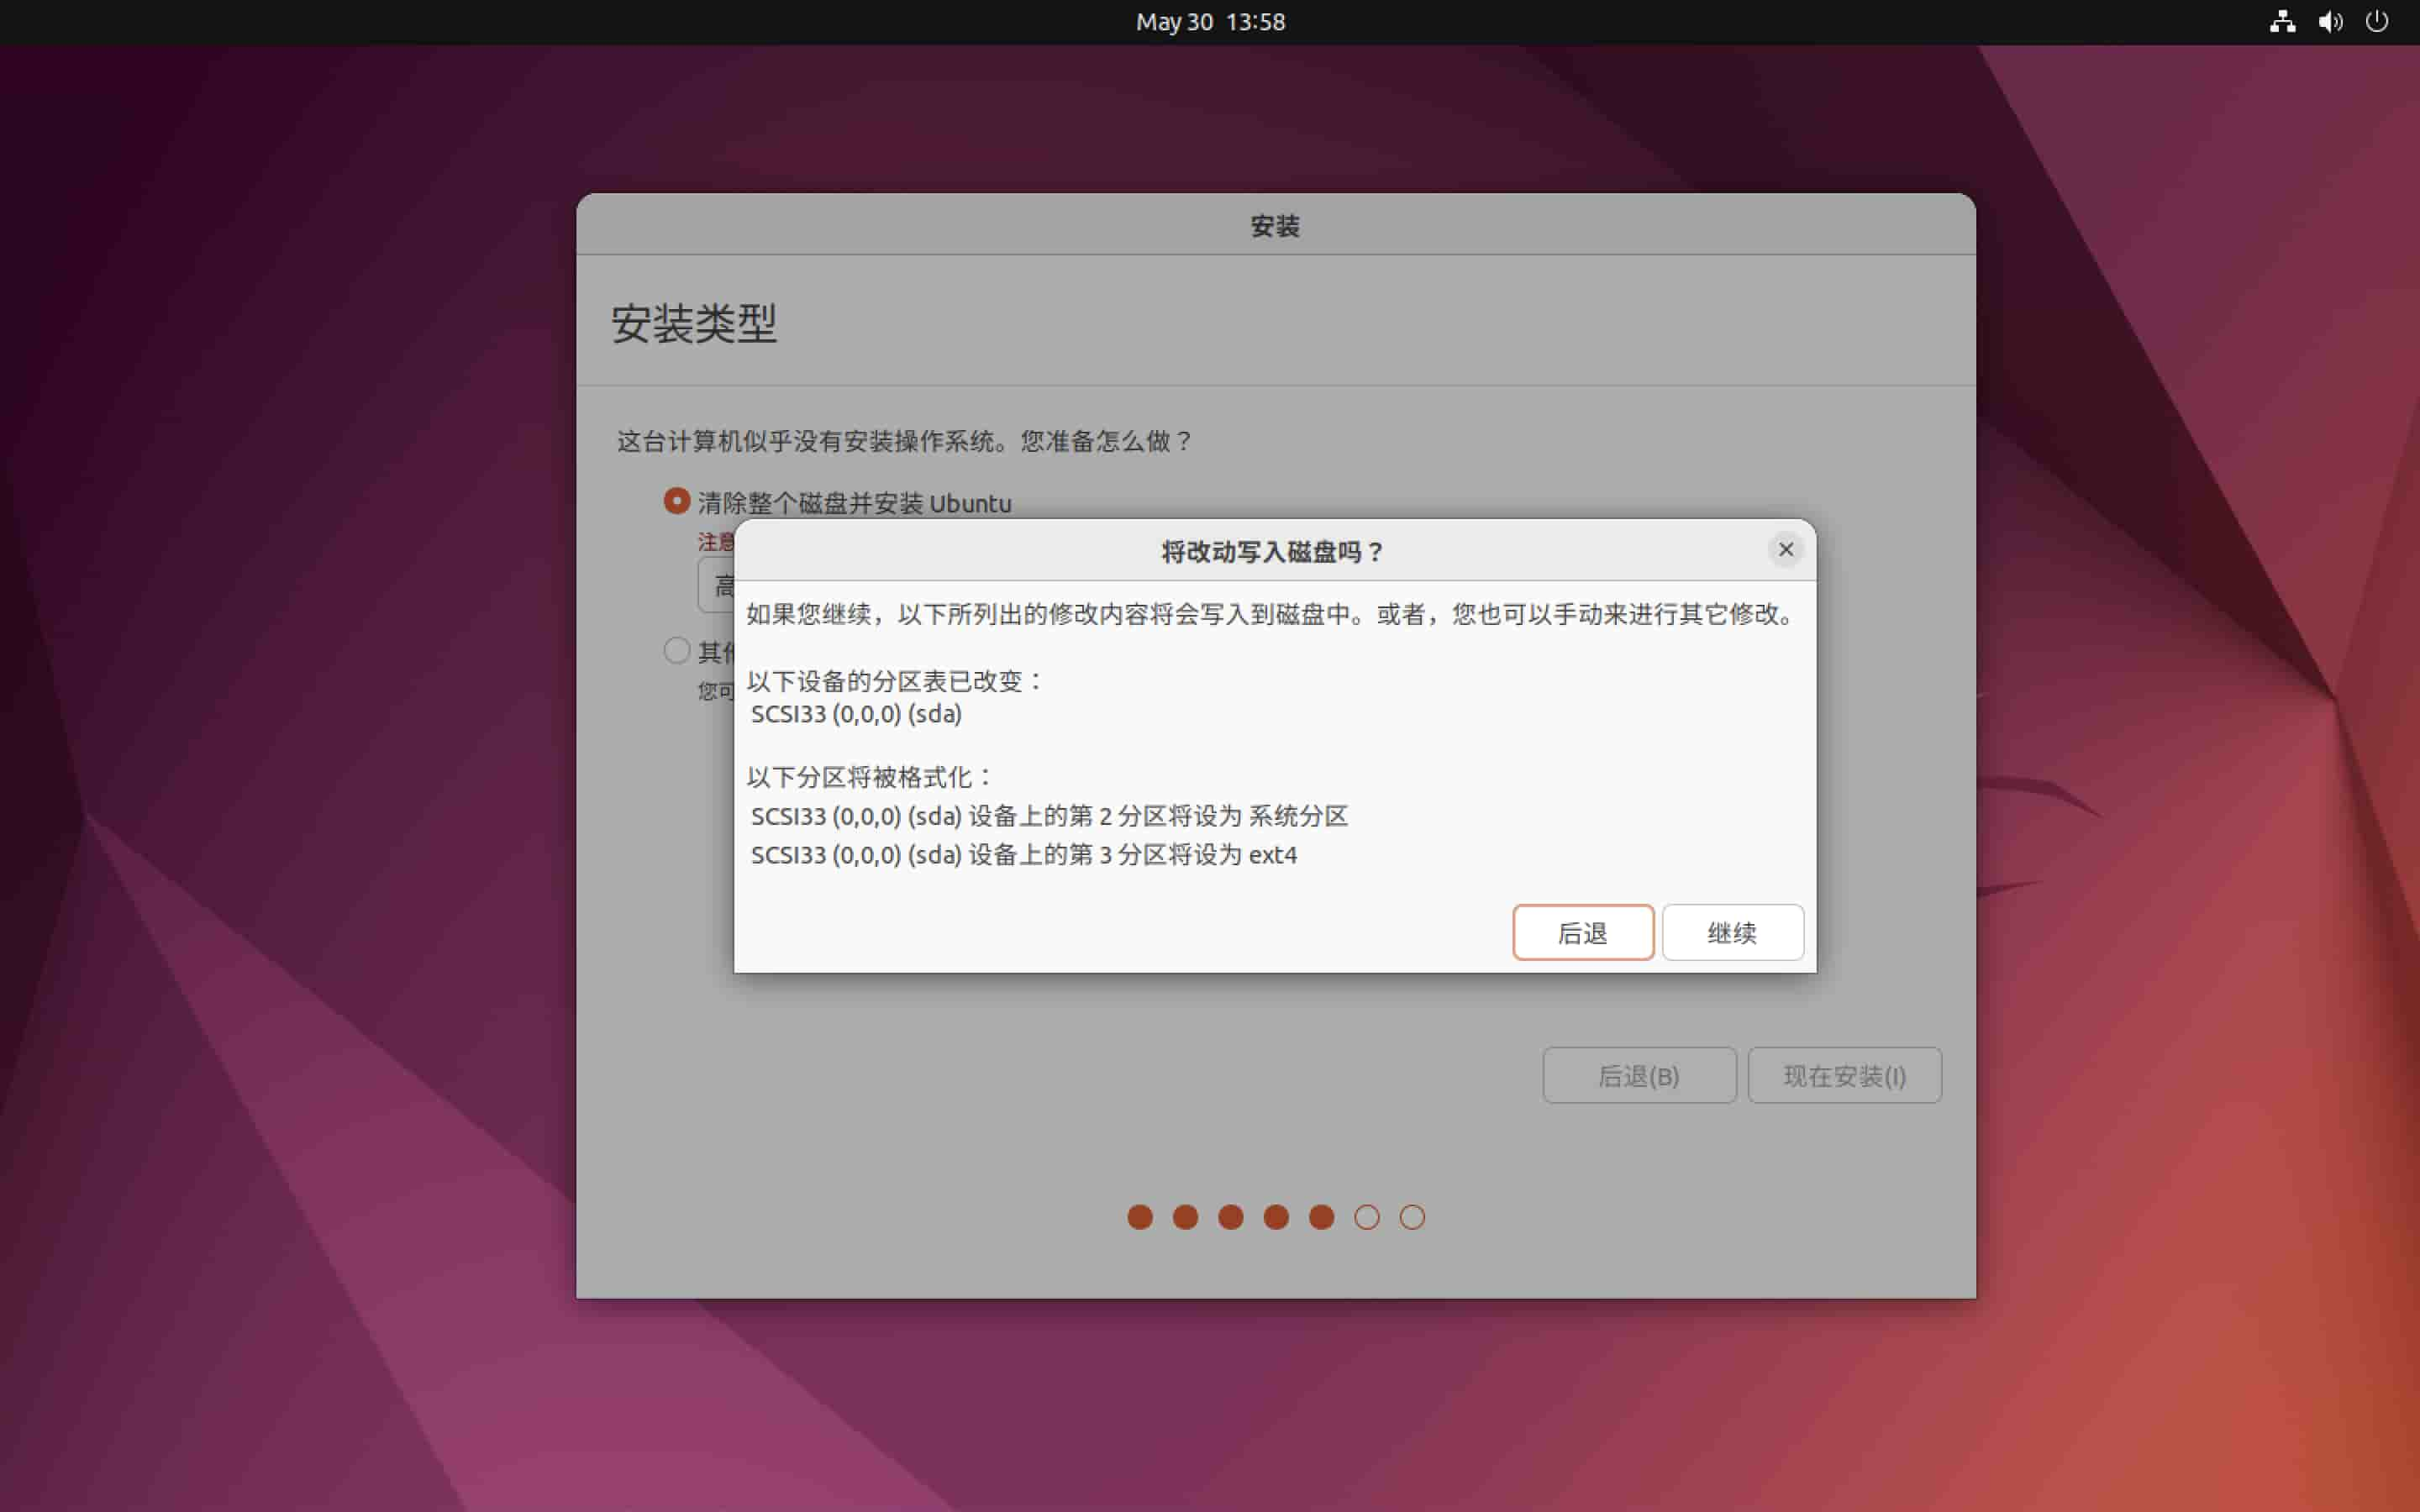 May 30 13:58
安装
安装类型
这台计算机似乎没有安装操作系统。您准备怎么做？
清除整个磁盘并安装 Ubuntu
注意
高
其他
您可
将改动写入磁盘吗？
如果您继续，以下所列出的修改内容将会写入到磁盘中。或者，您也可以手动来进行其它修改。
以下设备的分区表已改变：
SCSI33 (0,0,0) (sda)
以下分区将被格式化：
SCSI33 (0,0,0) (sda) 设备上的第 2 分区将设为 系统分区
SCSI33 (0,0,0) (sda) 设备上的第 3 分区将设为 ext4
后退 继续
后退(B) 现在安装(I)